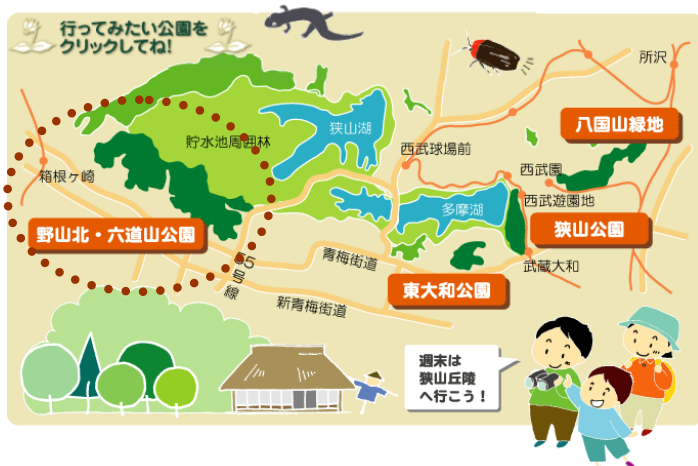 行ってみたい公園を
クリックしてね!
所沢
狭山湖
八国山緑地
貯水池周囲林
西武球場前
西武園
箱根ヶ崎
西武遊園地
多摩湖
狭山公園
野山北・六道山公園
青梅街道
武蔵大和
東大和公園
5号線
新青梅街道
週末は
狭山丘陵
へ行こう!